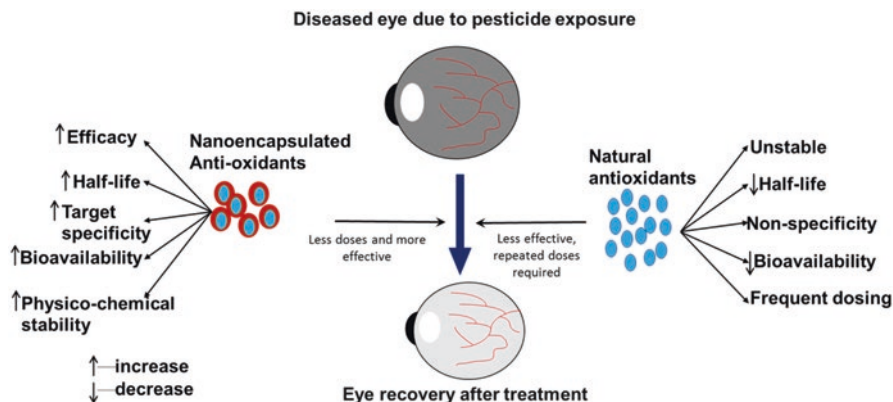 Diseased eye due to pesticide exposure
↑Efficacy
↑Half-life
↑Target
specificity
↑Bioavailability
↑Physico-chemical
stability
Nanoencapsulated
Anti-oxidants
Less doses and more
effective
Less effective,
repeated doses
required
Natural
antioxidants
Unstable
↓Half-life
Non-specificity
↓Bioavailability
Frequent dosing
↑—increase
↓—decrease
Eye recovery after treatment